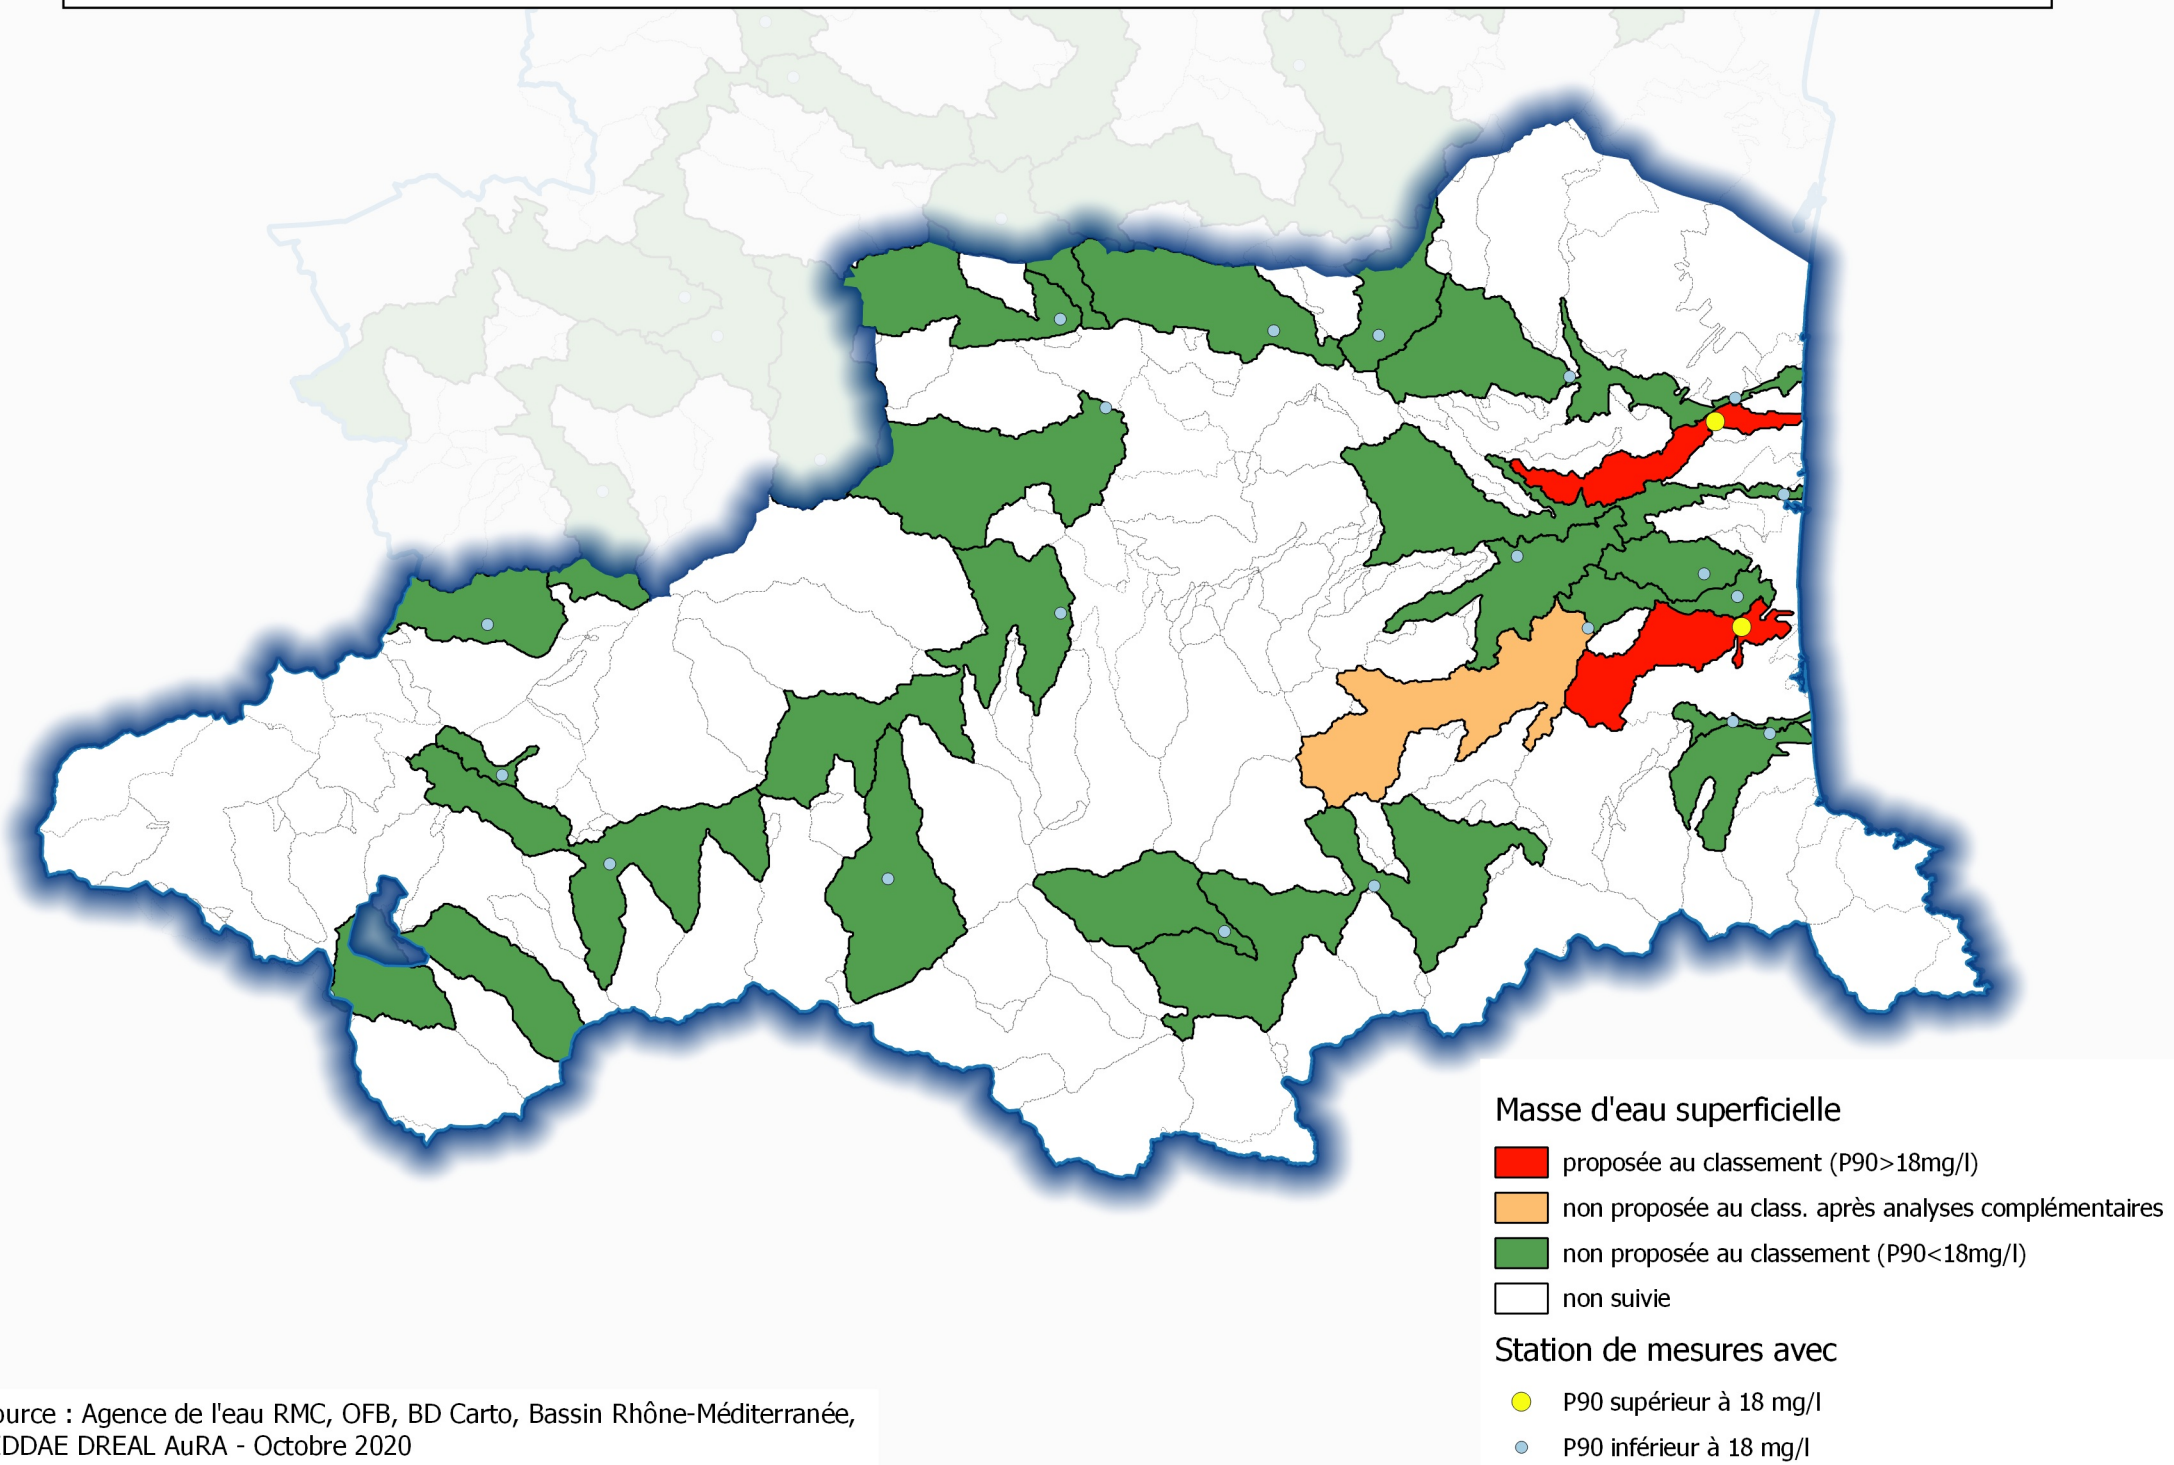 Masse d'eau superficielle
proposée au classement (P90>18mg/l)
non proposée au class. après analyses complémentaires
non proposée au classement (P90<18mg/l)
non suivie
Station de mesures avec
P90 supérieur à 18 mg/l
P90 inférieur à 18 mg/l
ource : Agence de l'eau RMC, OFB, BD Carto, Bassin Rhône-Méditerranée,
EDDAE DREAL AuRA - Octobre 2020